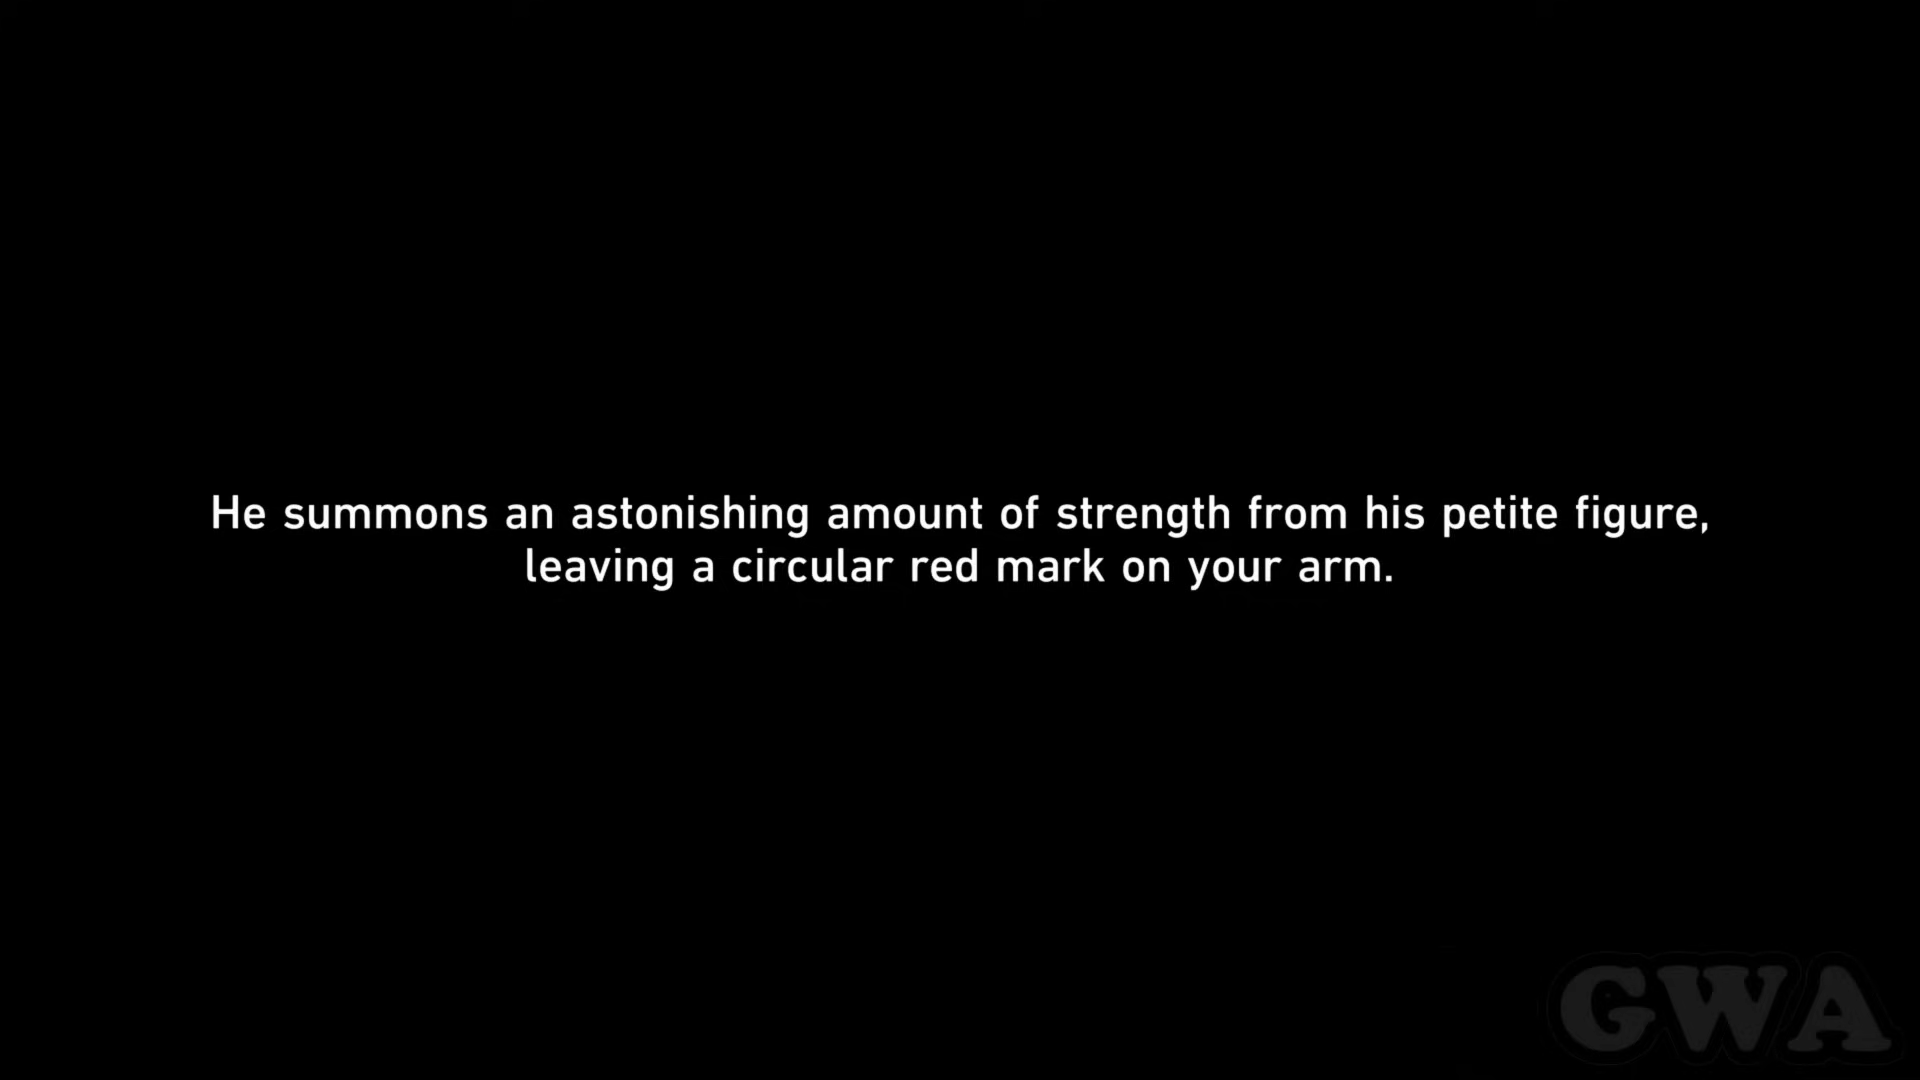 He summons an astonishing amount of strength from his petite figure,
leaving a circular red mark on your arm.
GWA